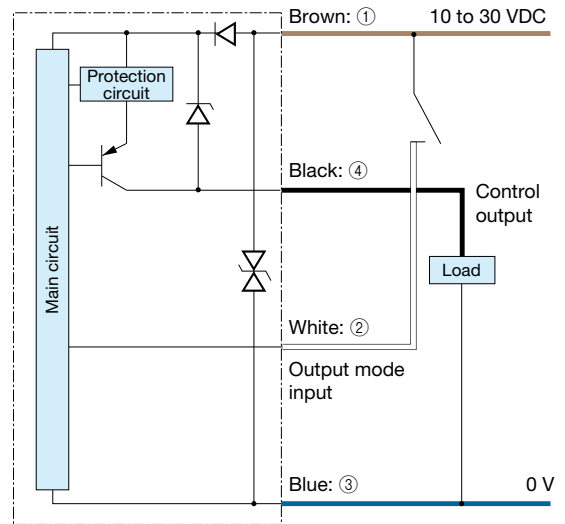 Brown: ① 10 to 30 VDC
Protection
circuit
Black: ④
Control
output
Main circuit
Load
White: ②
Output mode
input
Blue: ③ 0 V